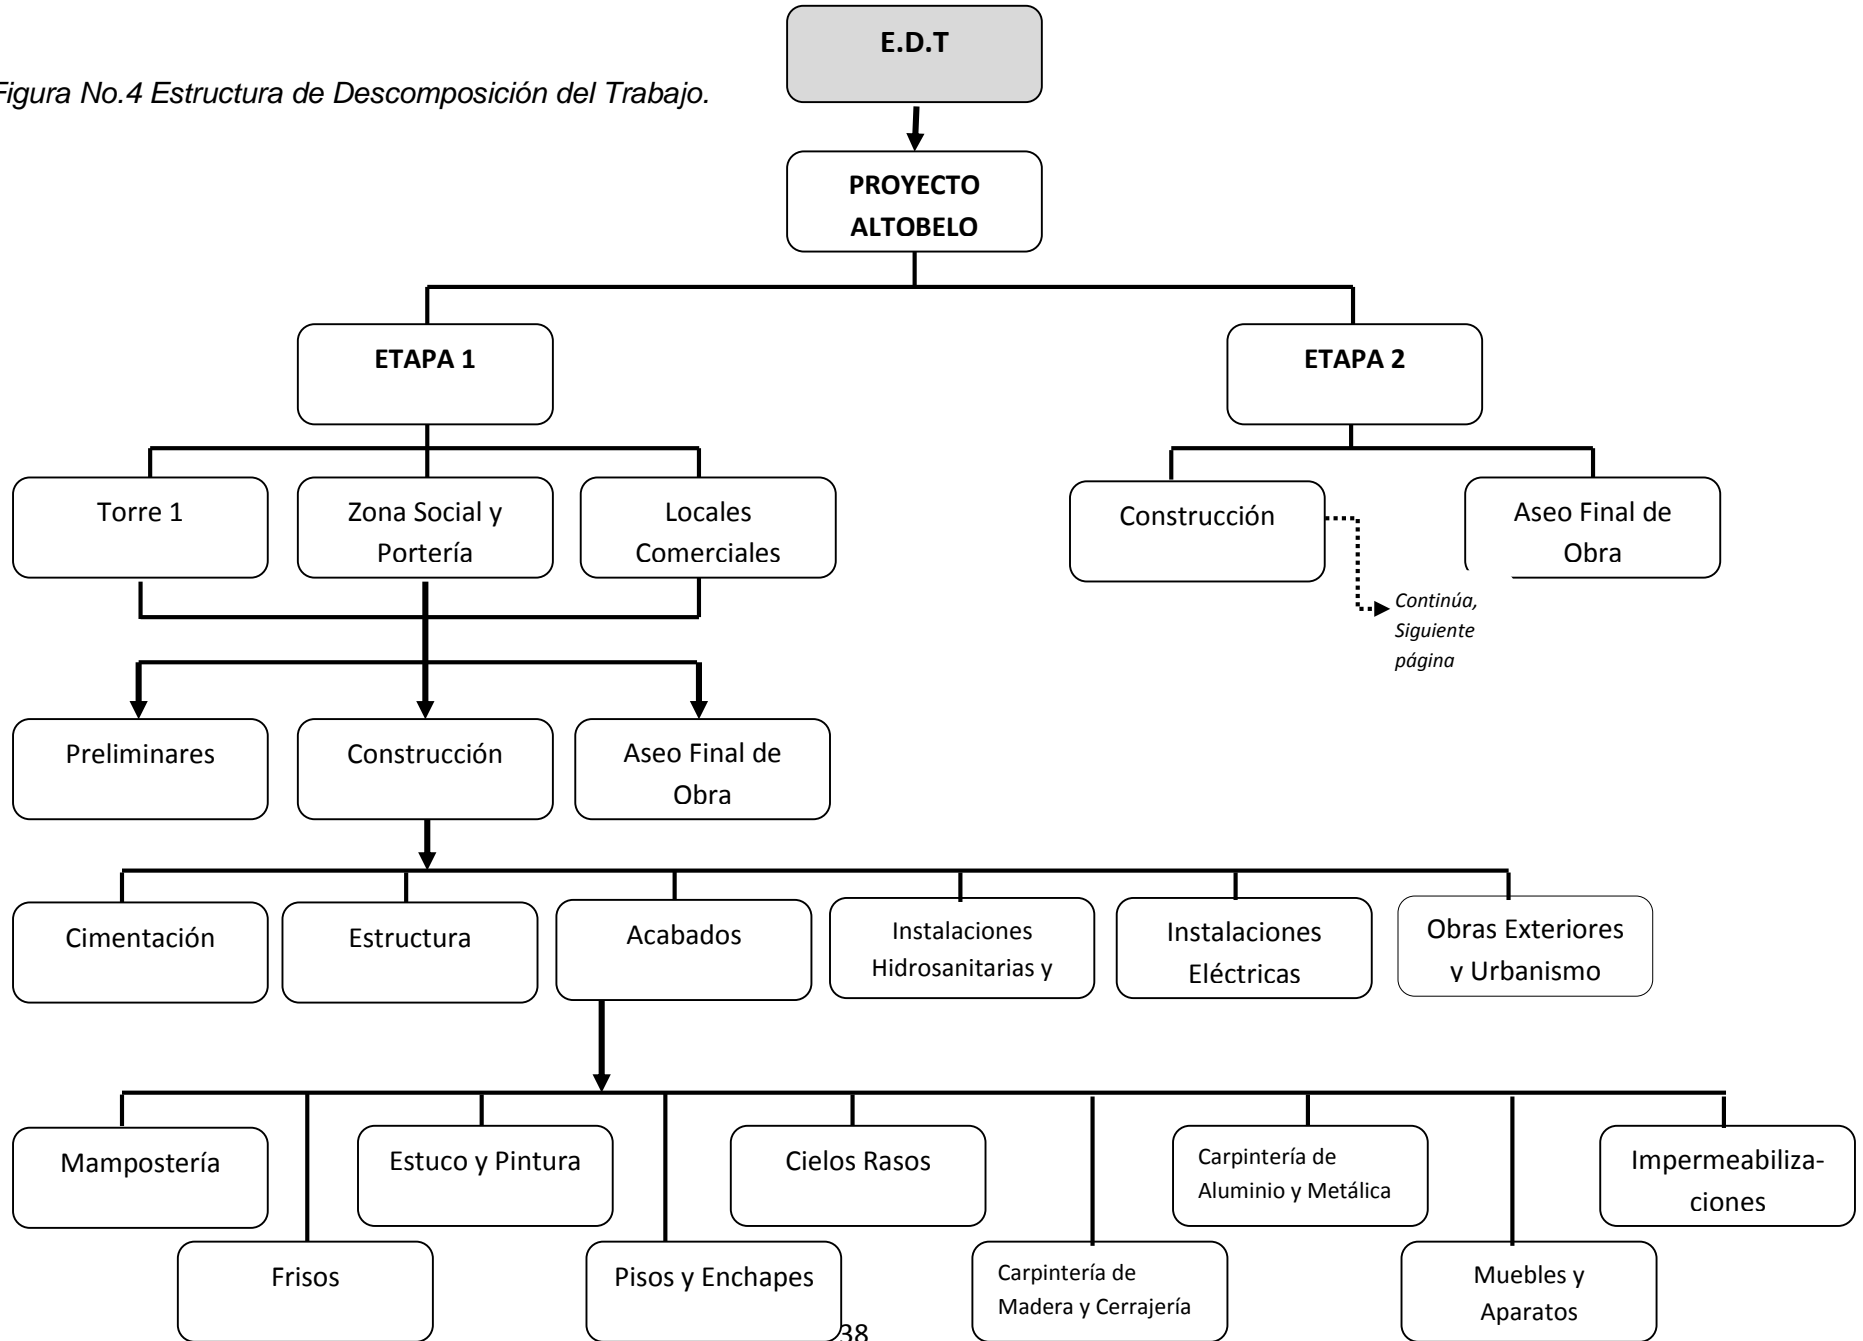 E.D.T
Figura No.4 Estructura de Descomposición del Trabajo.
PROYECTO
ALTOBELO
ETAPA 1
ETAPA 2
Torre 1
Zona Social y
Portería
Locales
Comerciales
Construcción
Aseo Final de
Obra
Continúa,
Siguiente
página
Preliminares
Construcción
Aseo Final de
Obra
Cimentación
Estructura
Acabados
Instalaciones
Hidrosanitarias y
Instalaciones
Eléctricas
Obras Exteriores
y Urbanismo
Mampostería
Estuco y Pintura
Cielos Rasos
Carpintería de
Aluminio y Metálica
Impermeabiliza-
ciones
Frisos
Pisos y Enchapes
Carpintería de
Madera y Cerrajería
Muebles y
Aparatos
38